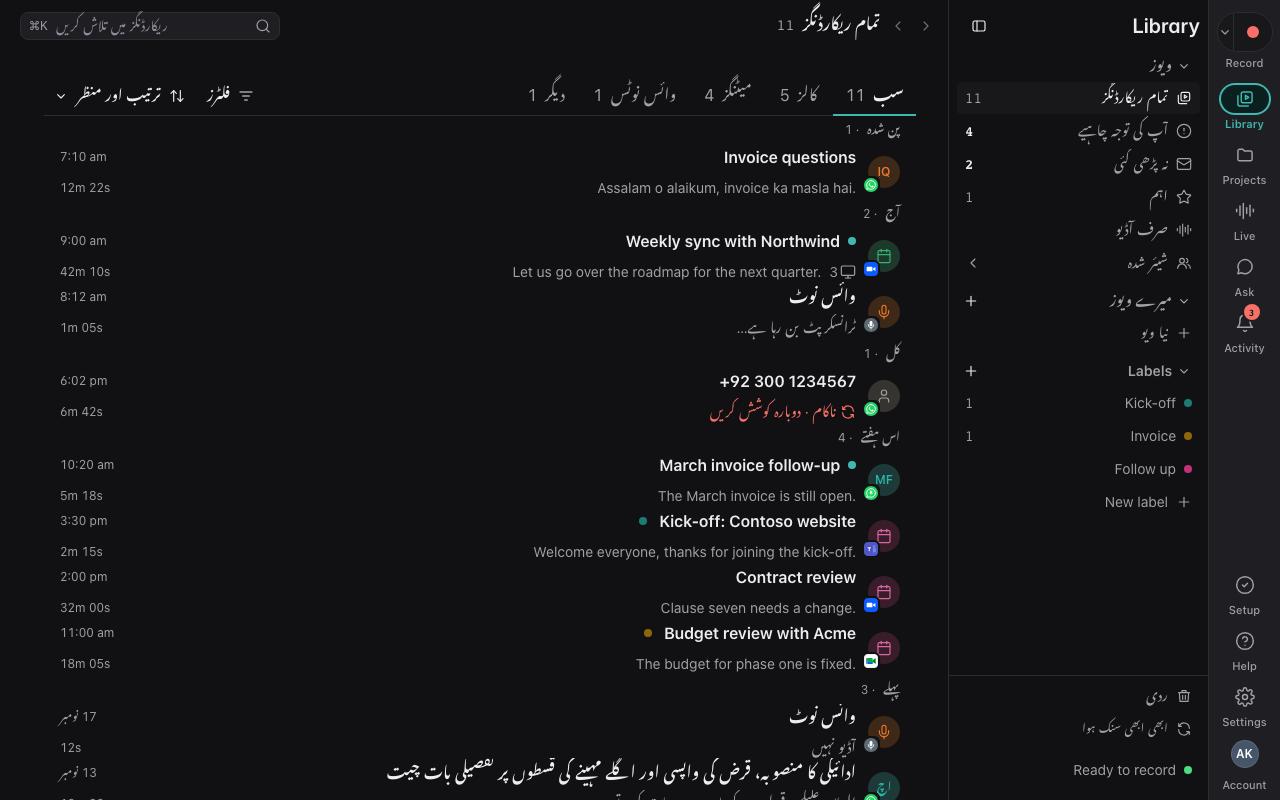 Record
Library
Projects
Live
Ask
3
Activity
Setup
Help
Settings
AK
Account
Library
ویوز
تمام ریکارڈنگز 11
آپ کی توجہ چاہیے 4
نہ پڑھی گئی 2
اہم 1
صرف آڈیو
شیئر شدہ
میرے ویوز
نیا ویو
Labels
Kick-off 1
Invoice 1
Follow up
New label
ردی
ابھی ابھی سنک ہوا
Ready to record
تمام ریکارڈنگز 11
ریکارڈنگز میں تلاش کریں ⌘K
سب 11
کالز 5
میٹنگز 4
وائس نوٹس 1
دیگر 1
فلٹرز
ترتیب اور منظر
پن شدہ · 1
IQ
Invoice questions
7:10 am
Assalam o alaikum, invoice ka masla hai.
12m 22s
آج · 2
Weekly sync with Northwind
9:00 am
3 Let us go over the roadmap for the next quarter.
42m 10s
وائس نوٹ
8:12 am
ٹرانسکرپٹ بن رہا ہے…
1m 05s
کل · 1
+92 300 1234567
6:02 pm
ناکام · دوبارہ کوشش کریں
6m 42s
اس ہفتے · 4
MF
March invoice follow-up
10:20 am
The March invoice is still open.
5m 18s
Kick-off: Contoso website
3:30 pm
Welcome everyone, thanks for joining the kick-off.
2m 15s
Contract review
2:00 pm
Clause seven needs a change.
32m 00s
Budget review with Acme
11:00 am
The budget for phase one is fixed.
18m 05s
پہلے · 3
وائس نوٹ
17 نومبر
آڈیو نہیں
12s
اچ
ادائیگی کا منصوبہ، قرض کی واپسی اور اگلے مہینے کی قسطوں پر تفصیلی بات چیت
13 نومبر